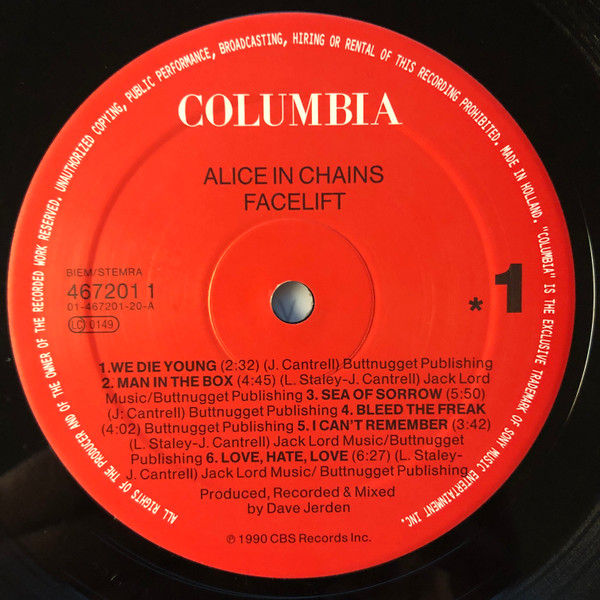 ALL RIGHTS OF THE PRODUCER AND OF THE OWNER OF THE RECORDED WORK RESERVED. UNAUTHORIZED COPYING, PUBLIC PERFORMANCE, BROADCASTING, HIRING OR RENTAL OF THIS RECORDING PROHIBITED. MADE IN HOLLAND. "COLUMBIA" IS THE EXCLUSIVE TRADEMARK OF SONY MUSIC ENTERTAINMENT INC.
COLUMBIA
ALICE IN CHAINS
FACELIFT
BIEM/STEMRA
467201 1
01-467201-20-A
LC 0149
*1
1.WE DIE YOUNG (2:32) (J. Cantrell) Buttnugget Publishing
2. MAN IN THE BOX (4:45) (L. Staley-J. Cantrell) Jack Lord
Music/Buttnugget Publishing 3. SEA OF SORROW (5:50)
(J: Cantrell) Buttnugget Publishing 4. BLEED THE FREAK
(4:02) Buttnugget Publishing 5. I CAN'T REMEMBER (3:42)
(L. Staley-J. Cantrell) Jack Lord Music/Buttnugget
Publishing 6. LOVE, HATE, LOVE (6:27) (L. Staley-
J. Cantrell) Jack Lord Music/ Buttnugget Publishing
Produced, Recorded & Mixed
by Dave Jerden
℗ 1990 CBS Records Inc.